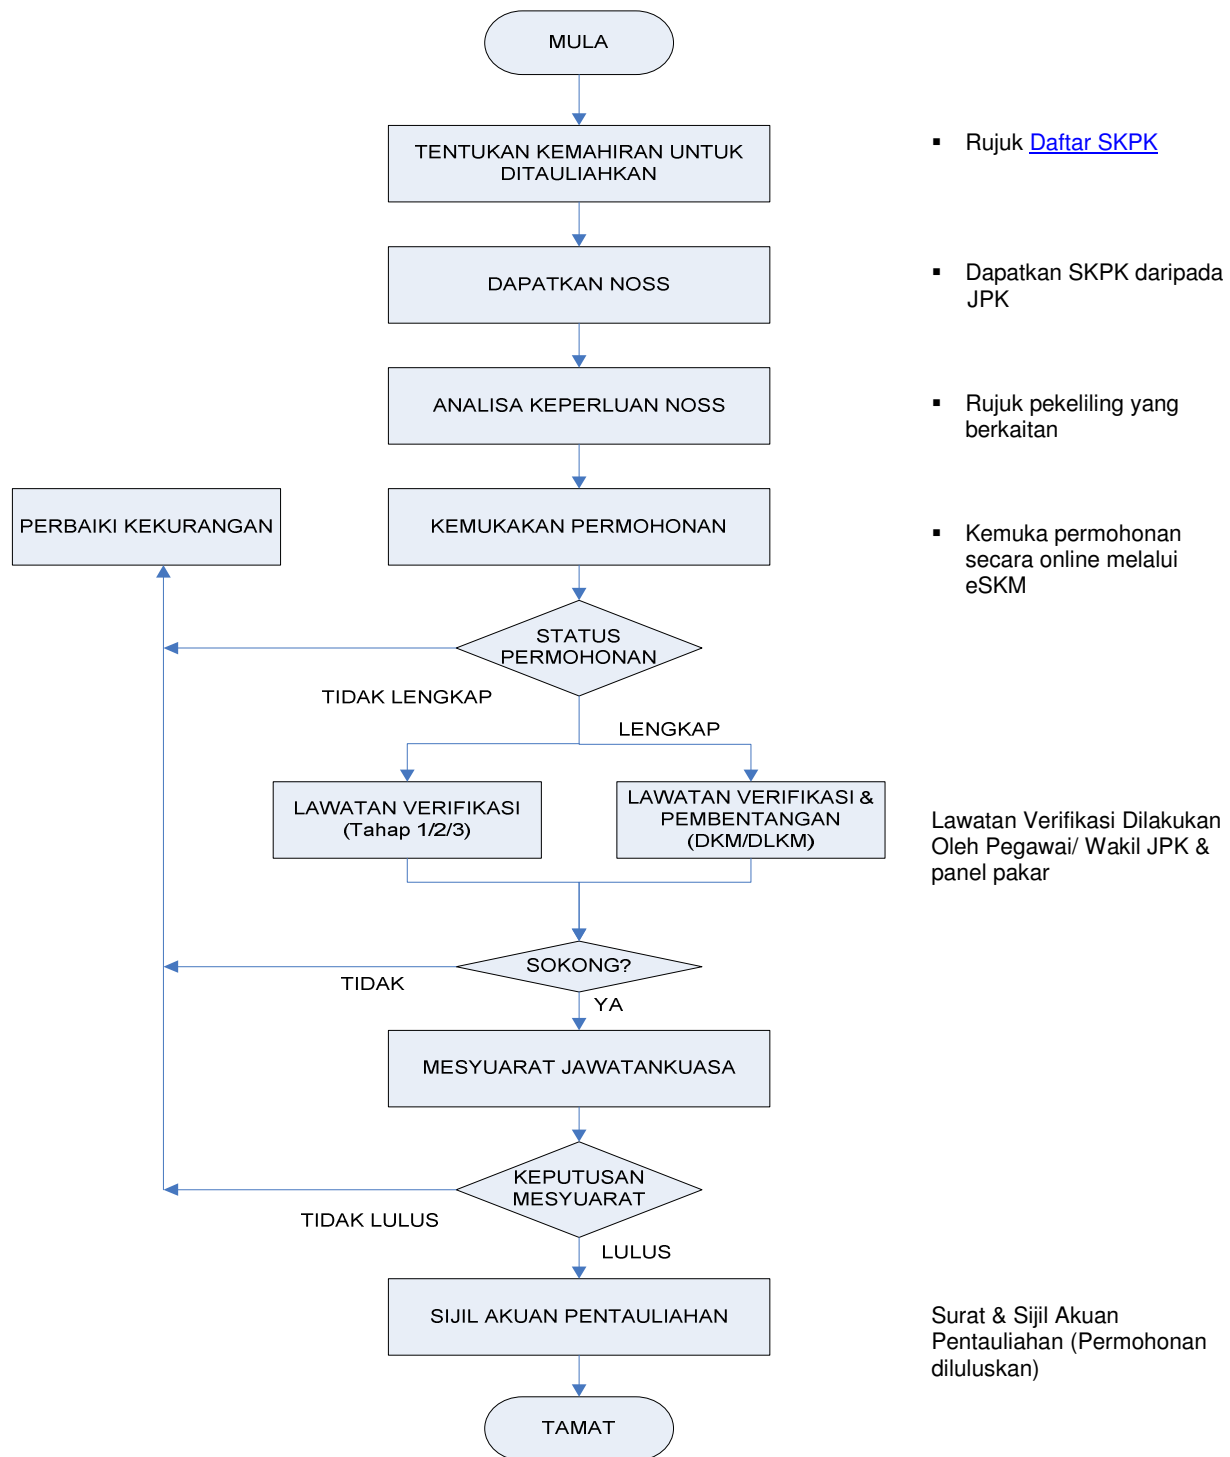 MULA
TENTUKAN KEMAHIRAN UNTUK
DITAULIAHKAN
▪ Rujuk Daftar SKPK
DAPATKAN NOSS
▪ Dapatkan SKPK daripada
JPK
ANALISA KEPERLUAN NOSS
▪ Rujuk pekeliling yang
berkaitan
PERBAIKI KEKURANGAN
KEMUKAKAN PERMOHONAN
▪ Kemuka permohonan
secara online melalui
eSKM
STATUS
PERMOHONAN
TIDAK LENGKAP
LENGKAP
LAWATAN VERIFIKASI
(Tahap 1/2/3)
LAWATAN VERIFIKASI &
PEMBENTANGAN
(DKM/DLKM)
Lawatan Verifikasi Dilakukan
Oleh Pegawai/ Wakil JPK &
panel pakar
SOKONG?
TIDAK
YA
MESYUARAT JAWATANKUASA
KEPUTUSAN
MESYUARAT
TIDAK LULUS
LULUS
SIJIL AKUAN PENTAULIAHAN
Surat & Sijil Akuan
Pentauliahan (Permohonan
diluluskan)
TAMAT